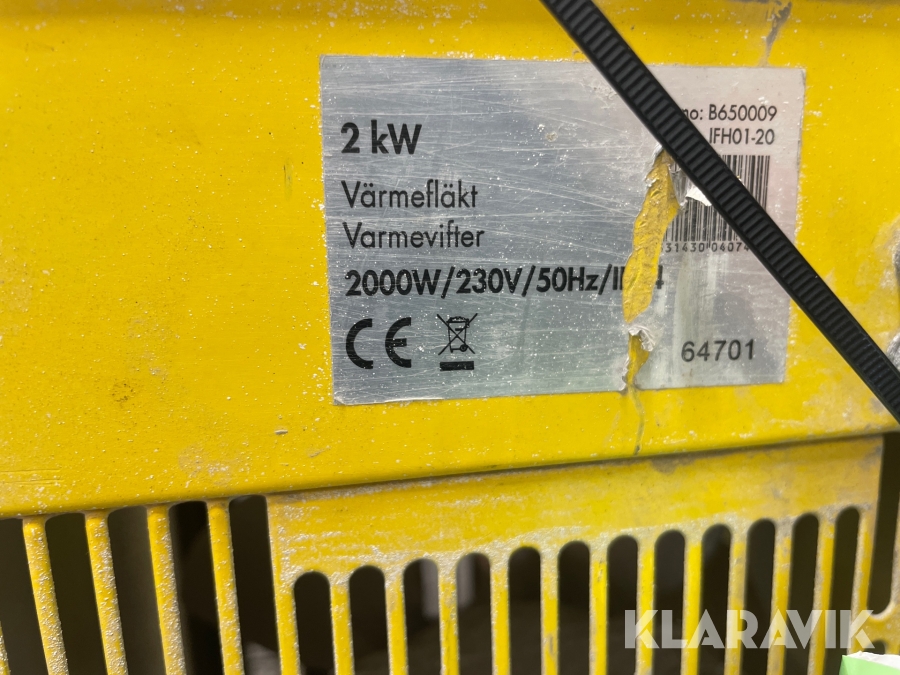 2 kW
Värmefläkt
Varmevifter
2000W/230V/50Hz/
CE
no: B650009
IFH01-20
64701
KLARAVIK